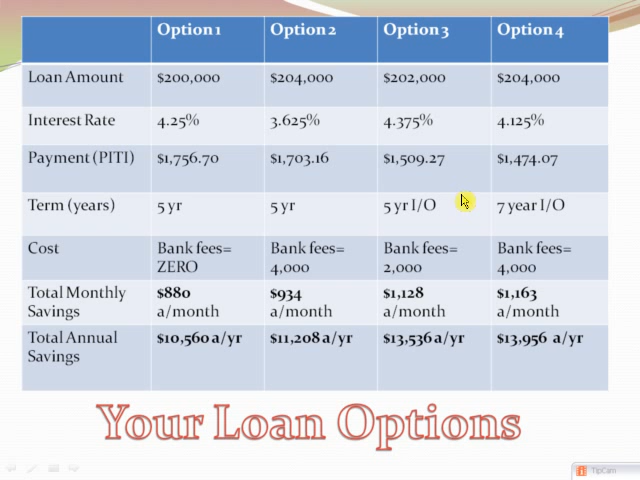 Option 1 Option 2 Option 3 Option 4
Loan Amount $200,000 $204,000 $202,000 $204,000
Interest Rate 4.25% 3.625% 4.375% 4.125%
Payment (PITI) $1,756.70 $1,703.16 $1,509.27 $1,474.07
Term (years) 5 yr 5 yr 5 yr I/O 7 year I/O
Cost Bank fees= Bank fees= Bank fees= Bank fees=
ZERO 4,000 2,000 4,000
Total Monthly $880 $934 $1,128 $1,163
Savings a/month a/month a/month a/month
Total Annual $10,560 a/yr $11,208 a/yr $13,536 a/yr $13,956 a/yr
Savings
Your Loan Options
TipCam